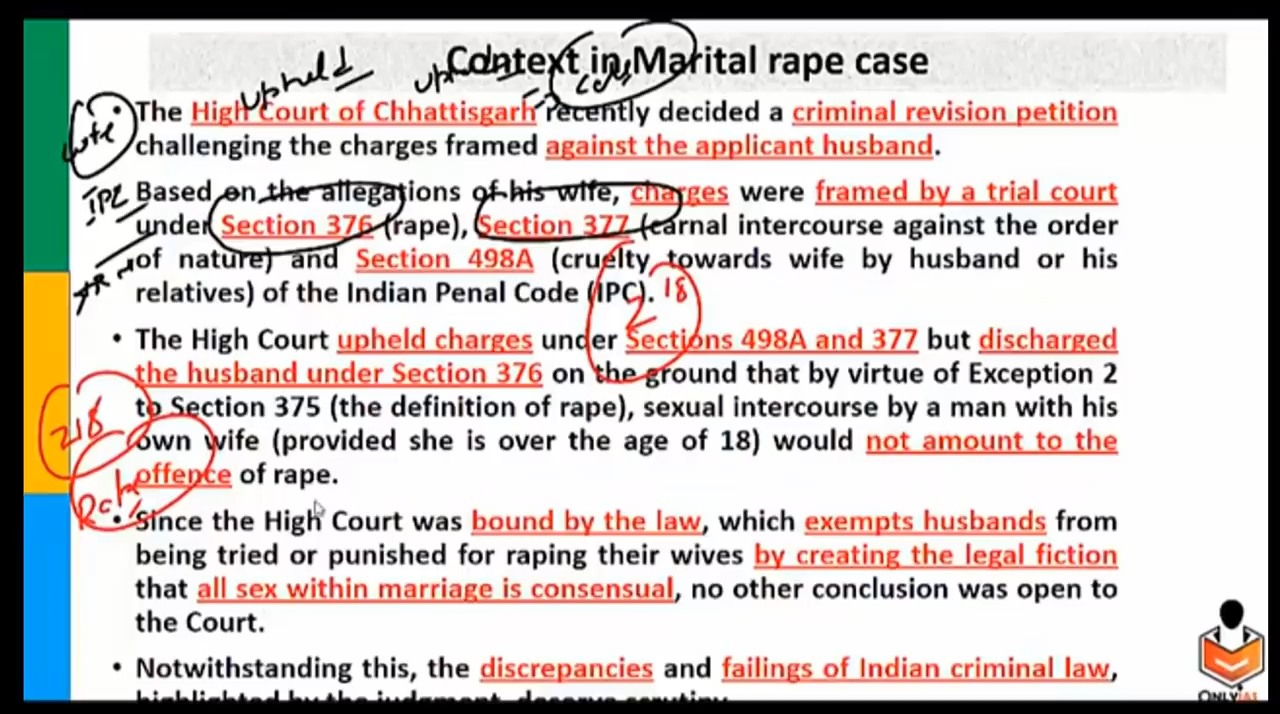 Context in Marital rape case
upheld
• The High Court of Chhattisgarh recently decided a criminal revision petition
wife
challenging the charges framed against the applicant husband.
IPC
Based on the allegations of his wife, charges were framed by a trial court
under Section 376 (rape), Section 377 (carnal intercourse against the order
of nature) and Section 498A (cruelty towards wife by husband or his
relatives) of the Indian Penal Code (IPC).
2 18
• The High Court upheld charges under Sections 498A and 377 but discharged
the husband under Section 376 on the ground that by virtue of Exception 2
to Section 375 (the definition of rape), sexual intercourse by a man with his
218
own wife (provided she is over the age of 18) would not amount to the
offence of rape.
• Since the High Court was bound by the law, which exempts husbands from
being tried or punished for raping their wives by creating the legal fiction
that all sex within marriage is consensual, no other conclusion was open to
the Court.
• Notwithstanding this, the discrepancies and failings of Indian criminal law,
highlighted by the judgment, deserve scrutiny.
ONLYIAS